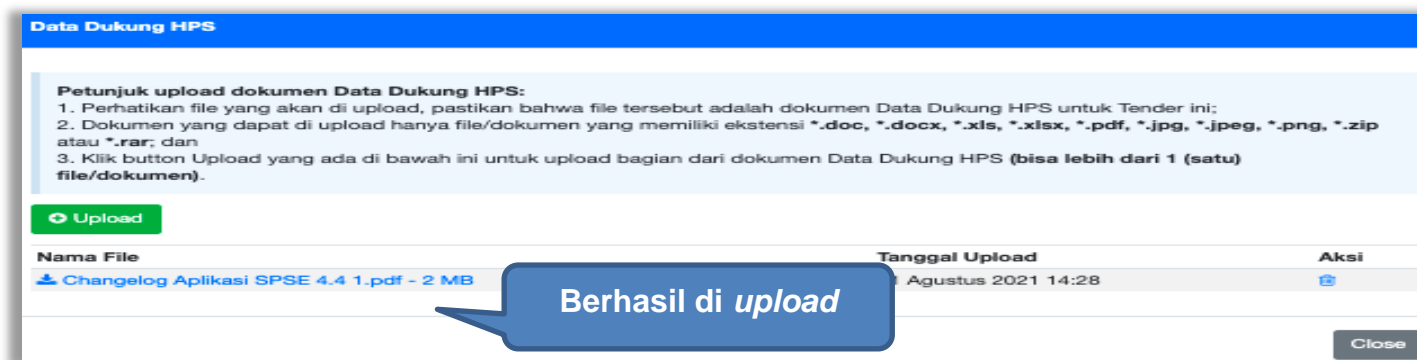 Data Dukung HPS
Petunjuk upload dokumen Data Dukung HPS:
1. Perhatikan file yang akan di upload, pastikan bahwa file tersebut adalah dokumen Data Dukung HPS untuk Tender ini;
2. Dokumen yang dapat di upload hanya file/dokumen yang memiliki ekstensi *.doc, *.docx, *.xls, *.xlsx, *.pdf, *.jpg, *.jpeg, *.png, *.zip
atau *.rar; dan
3. Klik button Upload yang ada di bawah ini untuk upload bagian dari dokumen Data Dukung HPS (bisa lebih dari 1 (satu)
file/dokumen).
Upload
Nama File Tanggal Upload Aksi
Changelog Aplikasi SPSE 4.4 1.pdf - 2 MB Agustus 2021 14:28
Berhasil di upload
Close